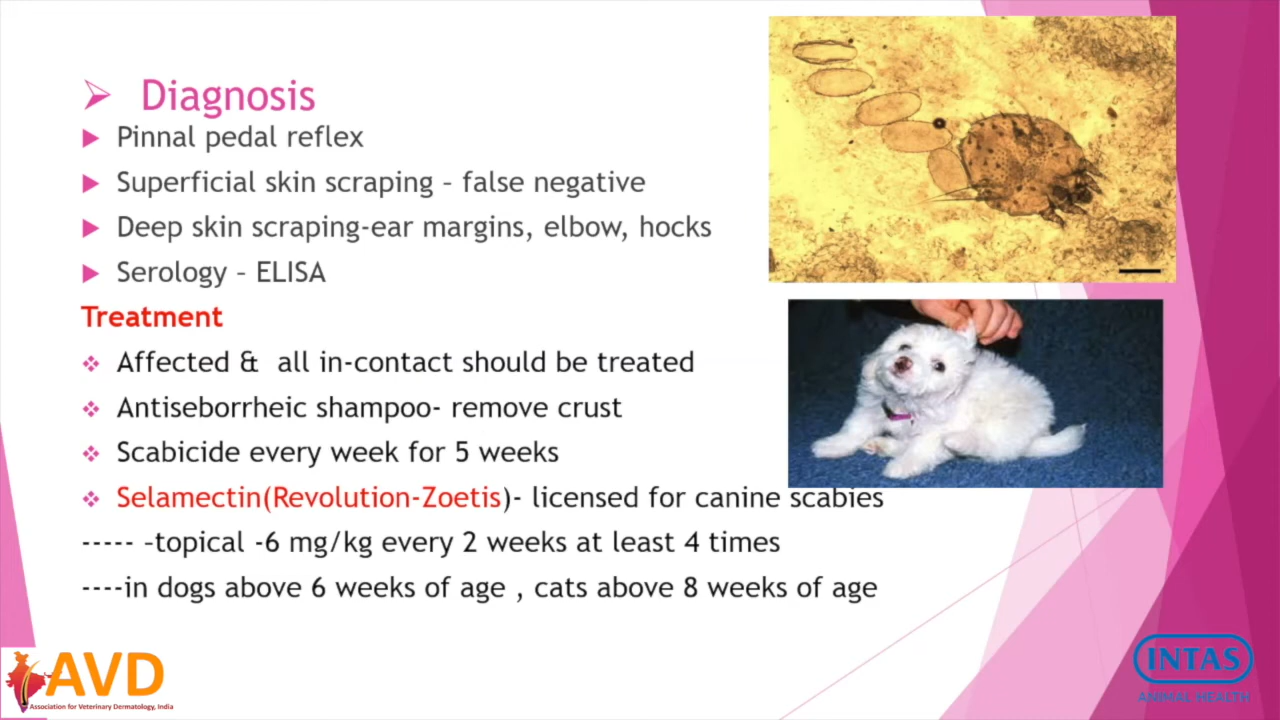 Diagnosis
Pinnal pedal reflex
Superficial skin scraping – false negative
Deep skin scraping-ear margins, elbow, hocks
Serology – ELISA
Treatment
Affected & all in-contact should be treated
Antiseborrheic shampoo- remove crust
Scabicide every week for 5 weeks
Selamectin(Revolution-Zoetis)- licensed for canine scabies
----- –topical -6 mg/kg every 2 weeks at least 4 times
----in dogs above 6 weeks of age , cats above 8 weeks of age
AVD
Association for Veterinary Dermatology, India
INTAS
ANIMAL HEALTH